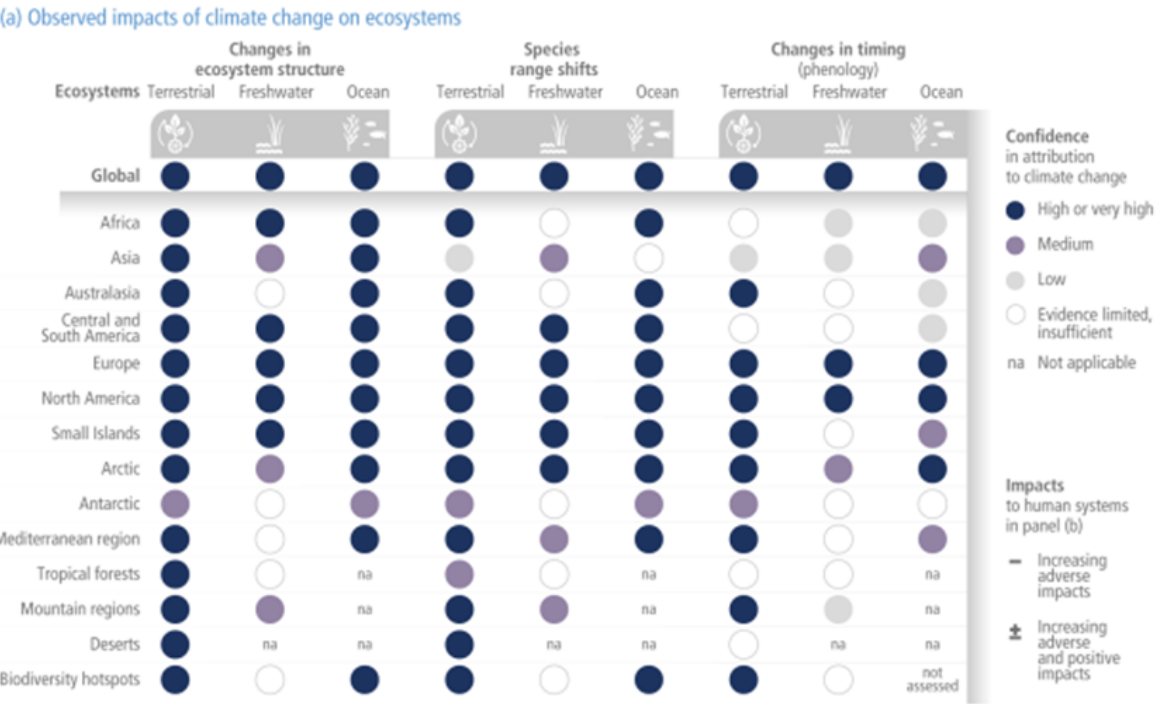 (a) Observed impacts of climate change on ecosystems
Changes in
ecosystem structure
Species
range shifts
Changes in timing
(phenology)
Ecosystems Terrestrial Freshwater Ocean Terrestrial Freshwater Ocean Terrestrial Freshwater Ocean
Global
Africa
Asia
Australasia
Central and
South America
Europe
North America
Small Islands
Arctic
Antarctic
Mediterranean region
Tropical forests na na na
Mountain regions na na na
Deserts na na na na na na
Biodiversity hotspots not
assessed
Confidence
in attribution
to climate change
High or very high
Medium
Low
Evidence limited,
insufficient
na Not applicable
Impacts
to human systems
in panel (b)
− Increasing
adverse
impacts
± Increasing
adverse
and positive
impacts